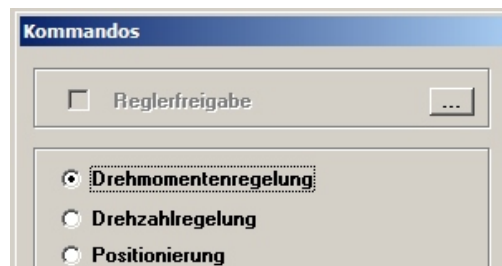 Kommandos
Reglerfreigabe
...
Drehmomentenregelung
Drehzahlregelung
Positionierung